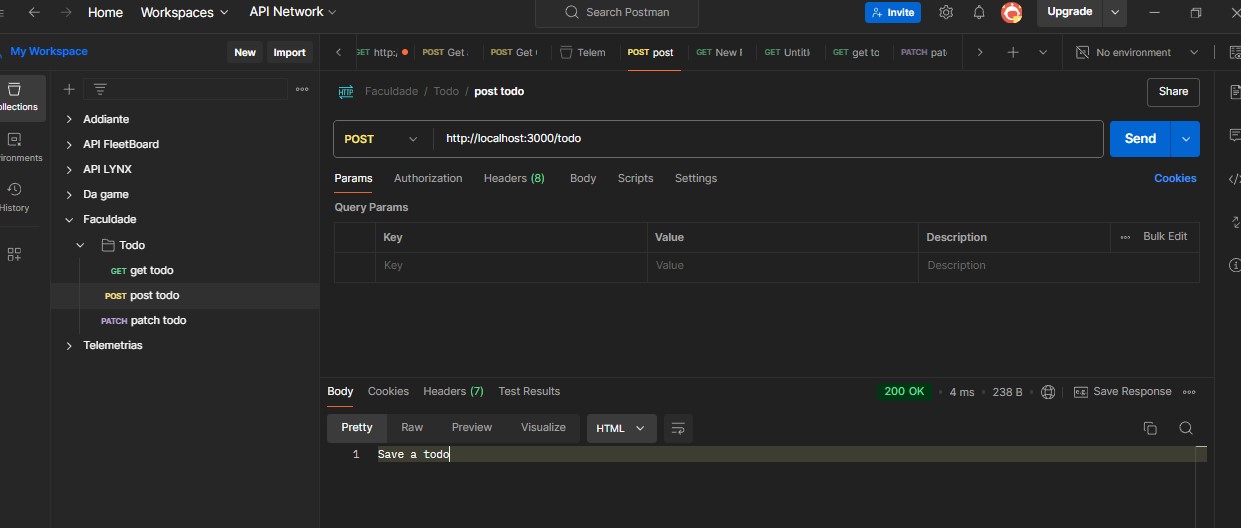 Home Workspaces API Network Search Postman Invite Upgrade
My Workspace New Import
GET http:, POST Get POST Get Telem POST post GET New GET Untitl GET get to PATCH pat No environment
Collections
Environments
History
Addiante
API FleetBoard
API LYNX
Da game
Faculdade
Todo
GET get todo
POST post todo
PATCH patch todo
Telemetrias
HTTP Faculdade / Todo / post todo Share
POST http://localhost:3000/todo Send
Params Authorization Headers (8) Body Scripts Settings Cookies
Query Params
Key Value Description Bulk Edit
Key Value Description
Body Cookies Headers (7) Test Results 200 OK 4 ms 238 B e.g. Save Response
Pretty Raw Preview Visualize HTML
1 Save a todo